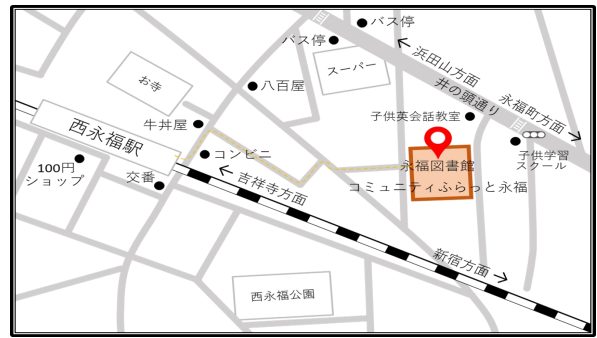 バス停
バス停
浜田山方面
お寺
スーパー
井の頭通り
八百屋
永福町方面
子供英会話教室
牛丼屋
西永福駅
コンビニ
子供学習
スクール
100円
ショップ
永福図書館
交番
吉祥寺方面
コミュニティふらっと永福
新宿方面
西永福公園